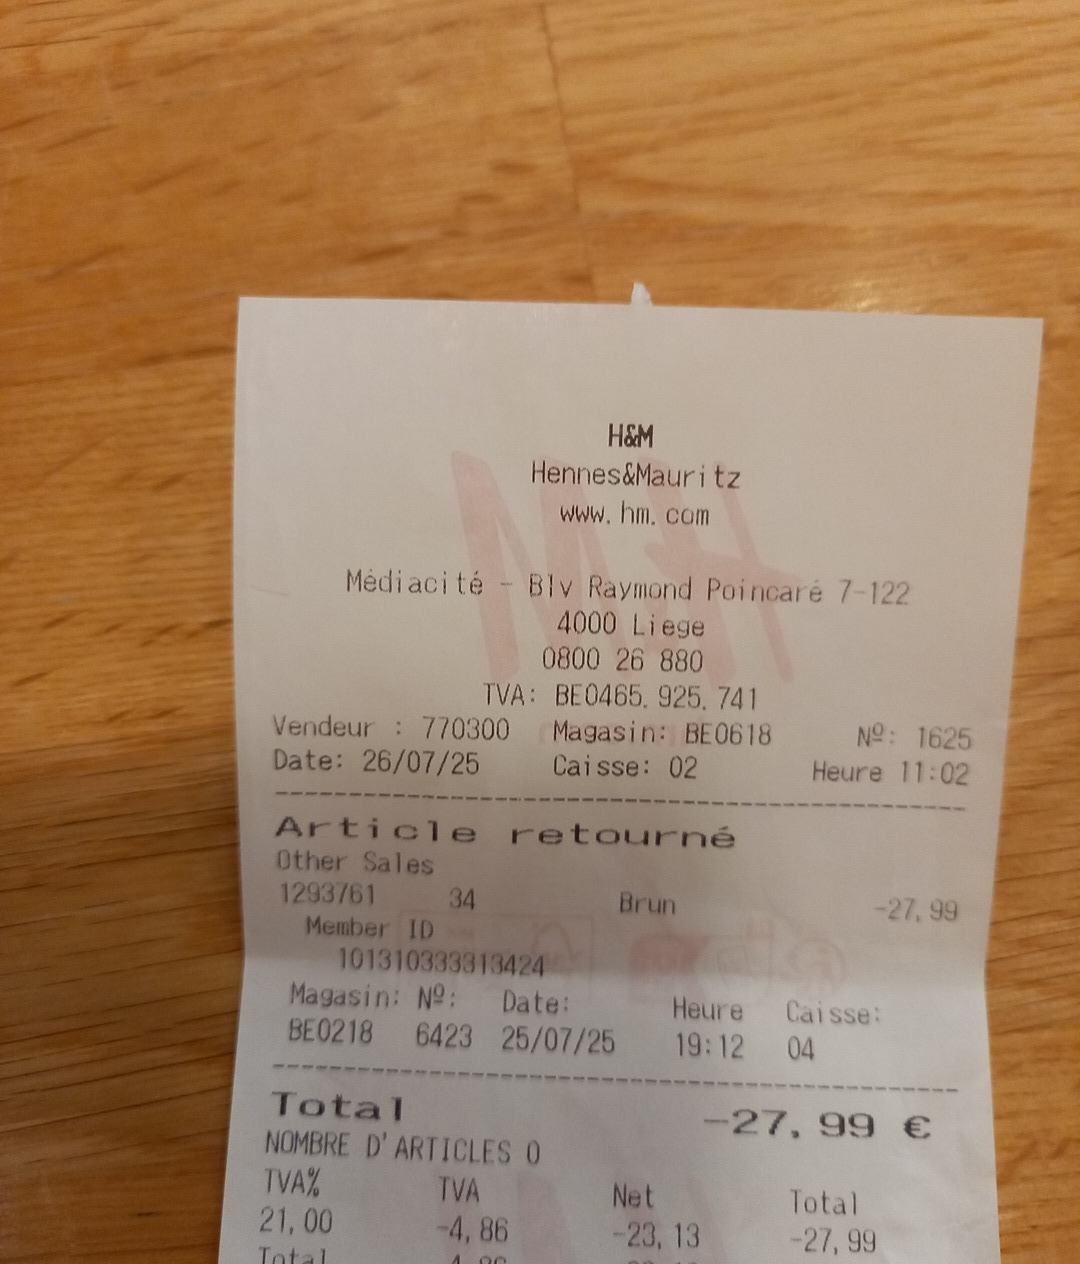 H&M
Hennes&Mauritz
www.hm.com
Médiacité - Blv Raymond Poincaré 7-122
4000 Liege
0800 26 880
TVA: BE0465.925.741
Vendeur : 770300 Magasin: BE0618 Nº: 1625
Date: 26/07/25 Caisse: 02 Heure 11:02
Article retourné
Other Sales
1293761 34 Brun -27,99
Member ID
101310333313424
Magasin: Nº: Date: Heure Caisse:
BE0218 6423 25/07/25 19:12 04
Total -27,99 €
NOMBRE D'ARTICLES 0
TVA% TVA Net Total
21,00 -4,86 -23,13 -27,99
Total